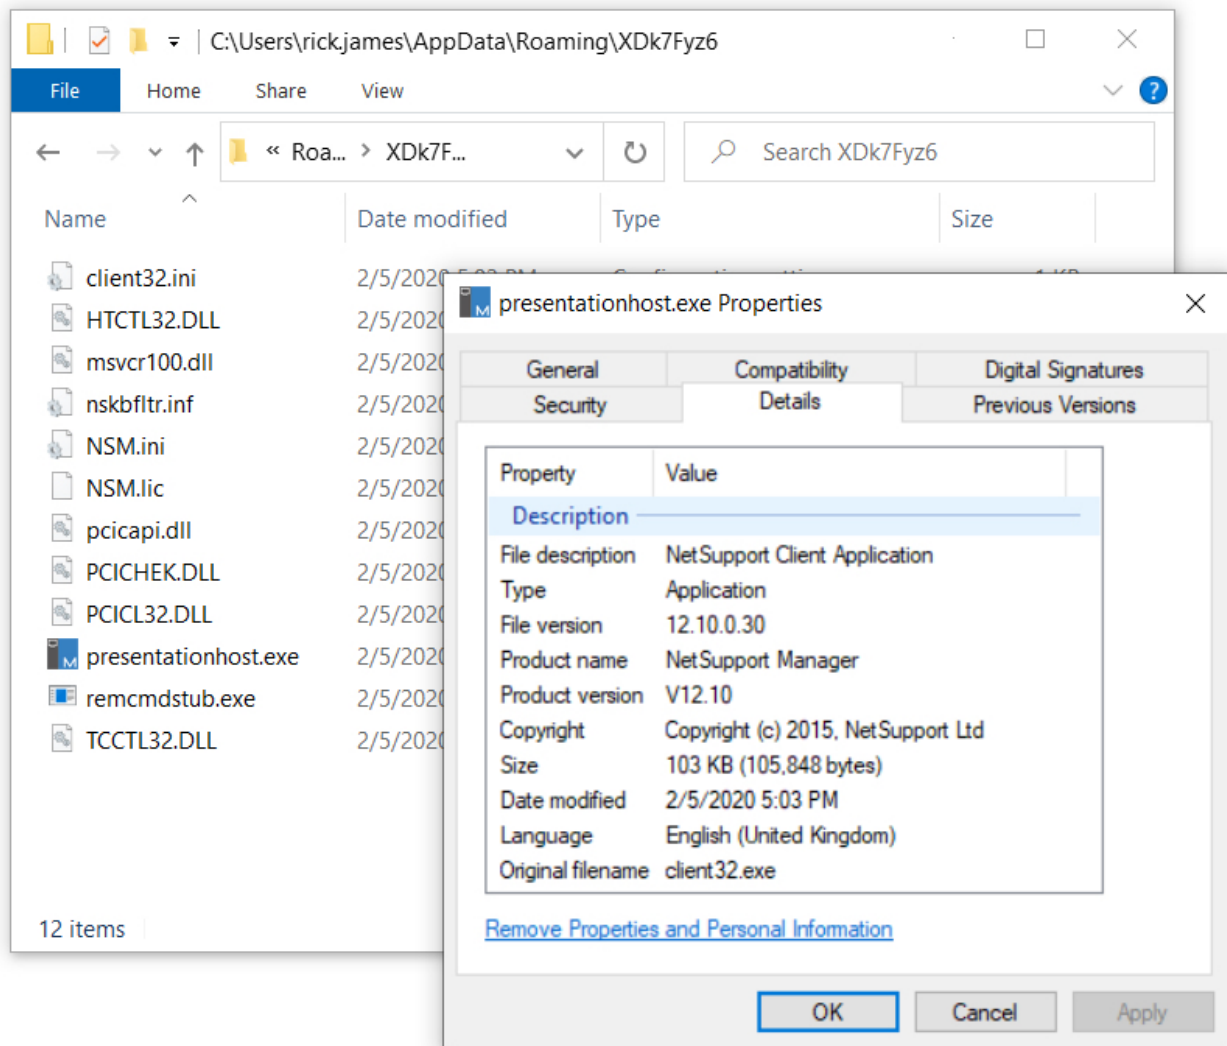 C:\Users\rick.james\AppData\Roaming\XDk7Fyz6
File Home Share View ?
« Roa... > XDk7F... Search XDk7Fyz6
Name Date modified Type Size
client32.ini 2/5/2020 5:03 PM
HTCTL32.DLL 2/5/2020
msvcr100.dll 2/5/2020
nskbfltr.inf 2/5/2020
NSM.ini 2/5/2020
NSM.lic 2/5/2020
pcicapi.dll 2/5/2020
PCICHEK.DLL 2/5/2020
PCICL32.DLL 2/5/2020
presentationhost.exe 2/5/2020
remcmdstub.exe 2/5/2020
TCCTL32.DLL 2/5/2020
12 items
presentationhost.exe Properties
General Compatibility Digital Signatures
Security Details Previous Versions
Property Value
Description
File description NetSupport Client Application
Type Application
File version 12.10.0.30
Product name NetSupport Manager
Product version V12.10
Copyright Copyright (c) 2015, NetSupport Ltd
Size 103 KB (105,848 bytes)
Date modified 2/5/2020 5:03 PM
Language English (United Kingdom)
Original filename client32.exe
Remove Properties and Personal Information
OK Cancel Apply